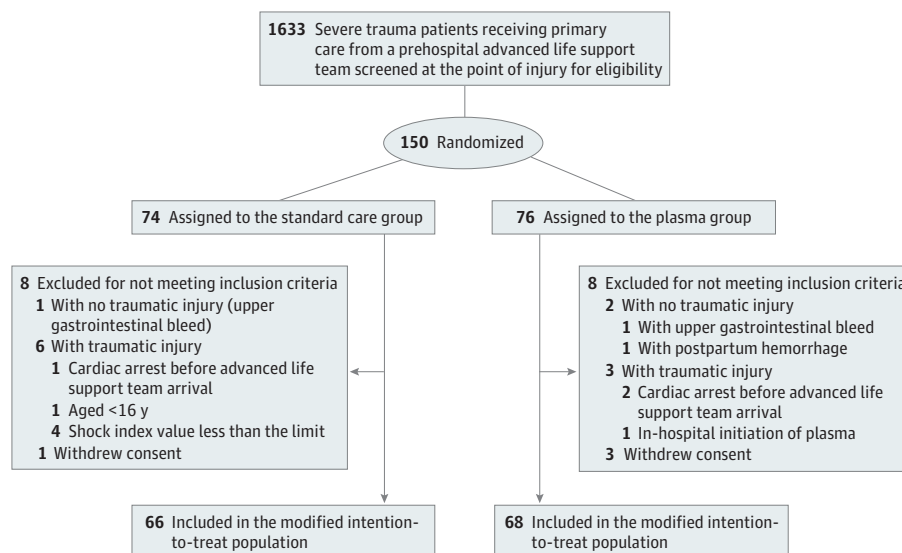 1633 Severe trauma patients receiving primary
care from a prehospital advanced life support
team screened at the point of injury for eligibility
150 Randomized
74 Assigned to the standard care group
76 Assigned to the plasma group
8 Excluded for not meeting inclusion criteria
1 With no traumatic injury (upper
gastrointestinal bleed)
6 With traumatic injury
1 Cardiac arrest before advanced life
support team arrival
1 Aged <16 y
4 Shock index value less than the limit
1 Withdrew consent
8 Excluded for not meeting inclusion criteria
2 With no traumatic injury
1 With upper gastrointestinal bleed
1 With postpartum hemorrhage
3 With traumatic injury
2 Cardiac arrest before advanced life
support team arrival
1 In-hospital initiation of plasma
3 Withdrew consent
66 Included in the modified intention-
to-treat population
68 Included in the modified intention-
to-treat population